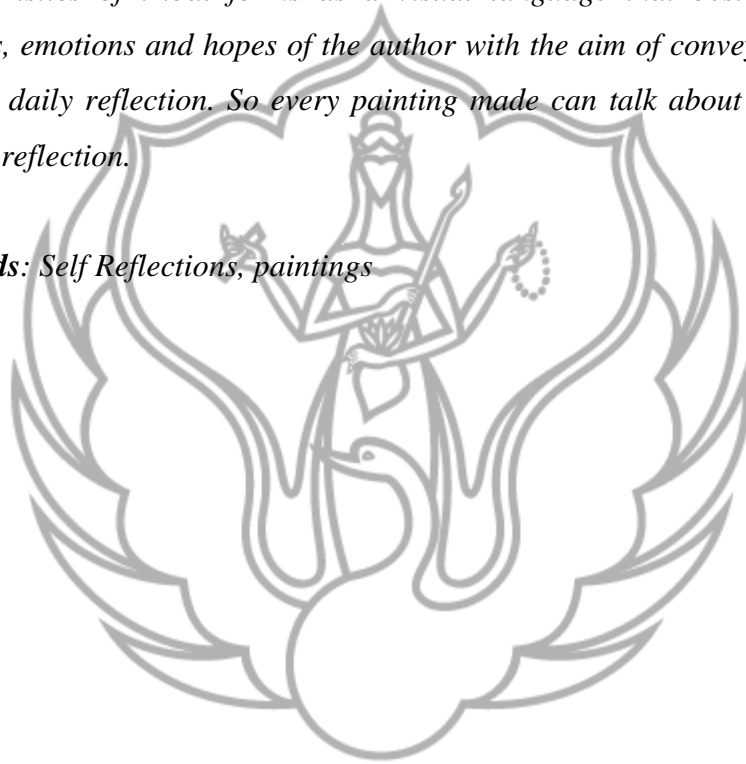 , emotions and hopes of the author with the aim of convey
daily reflection. So every painting made can talk about
reflection.
ds: Self Reflections, paintings